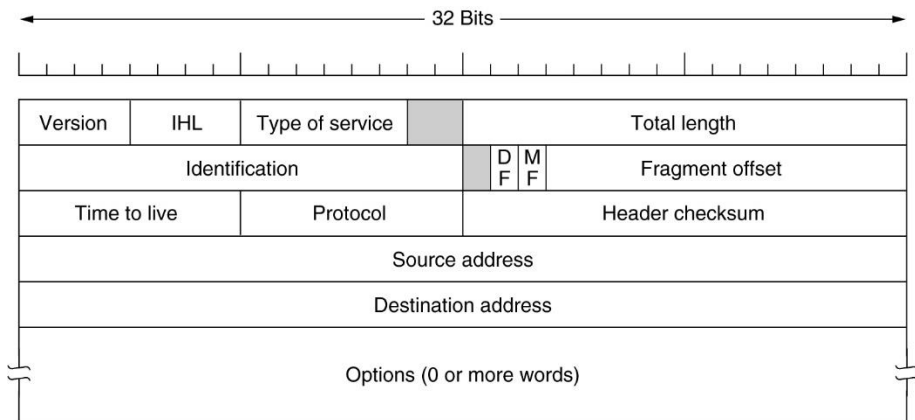 32 Bits
Version IHL Type of service Total length
Identification D F M F Fragment offset
Time to live Protocol Header checksum
Source address
Destination address
Options (0 or more words)